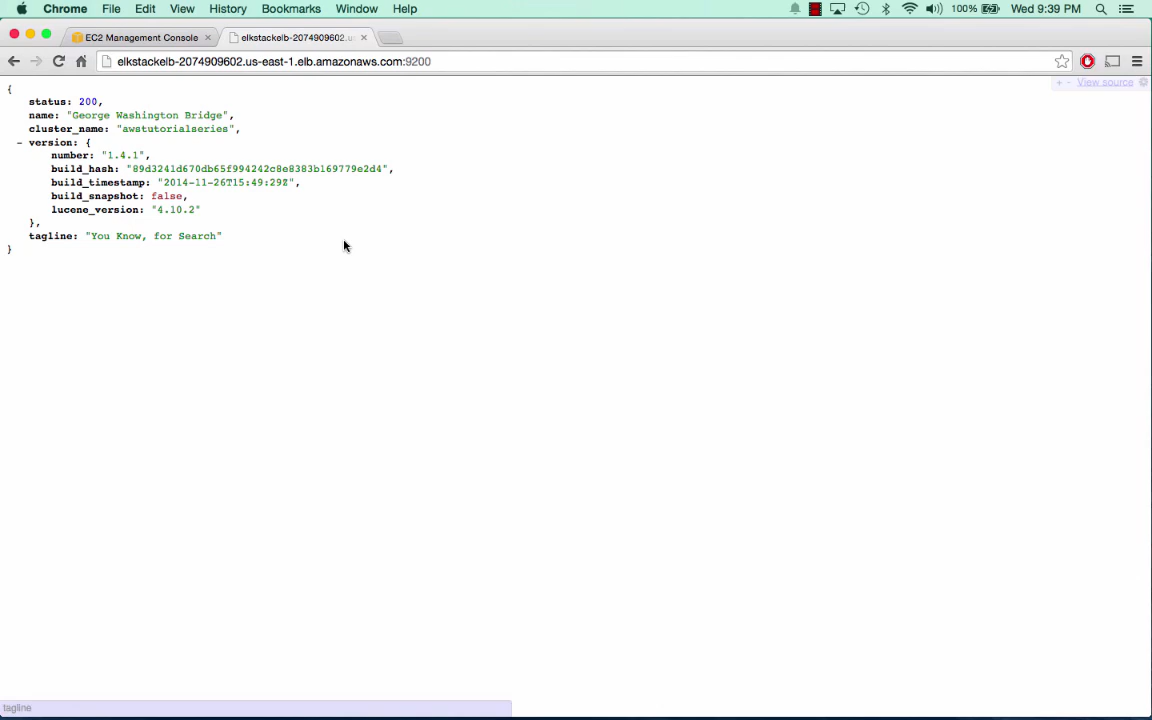 Chrome File Edit View History Bookmarks Window Help 100% Wed 9:39 PM
EC2 Management Console
elkstackelb-2074909602.us
elkstackelb-2074909602.us-east-1.elb.amazonaws.com:9200
+ - View source
{
status: 200,
name: "George Washington Bridge",
cluster_name: "awstutorialseries",
- version: {
number: "1.4.1",
build_hash: "89d3241d670db65f994242c8e8383b169779e2d4",
build_timestamp: "2014-11-26T15:49:29Z",
build_snapshot: false,
lucene_version: "4.10.2"
},
tagline: "You Know, for Search"
}
tagline